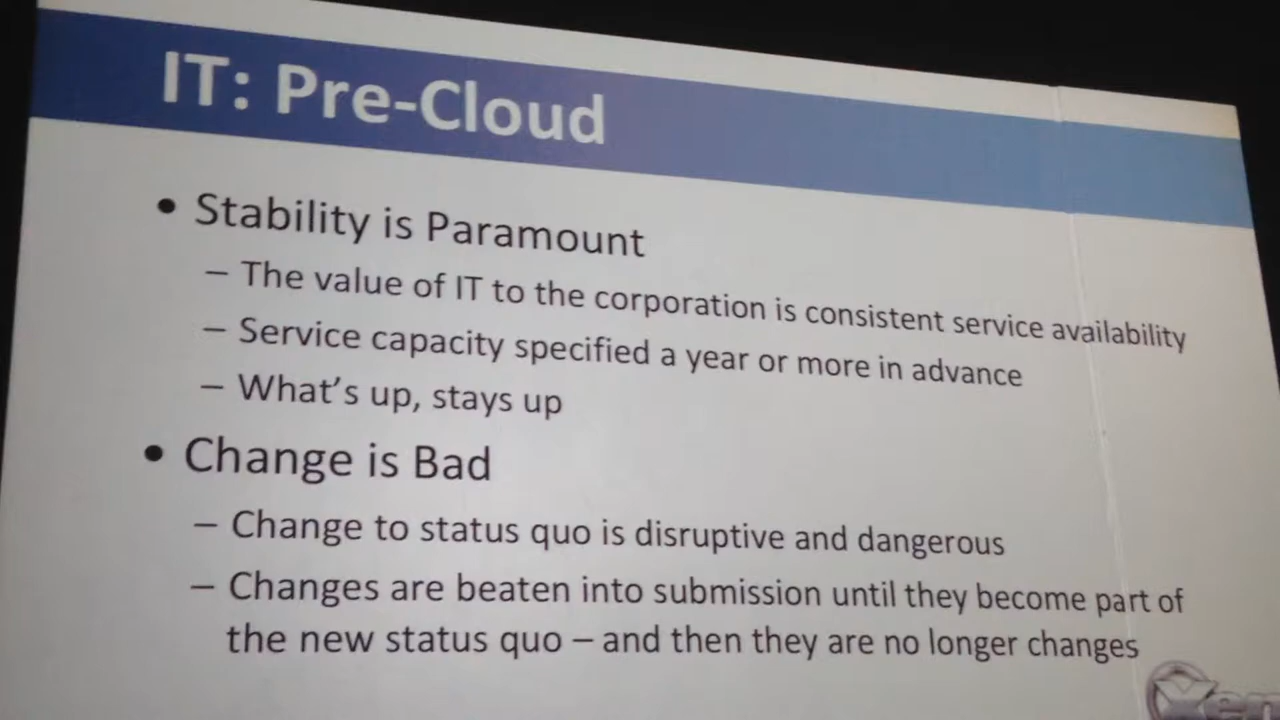 IT: Pre-Cloud
• Stability is Paramount
– The value of IT to the corporation is consistent service availability
– Service capacity specified a year or more in advance
– What's up, stays up
• Change is Bad
– Change to status quo is disruptive and dangerous
– Changes are beaten into submission until they become part of
the new status quo – and then they are no longer changes
Xen